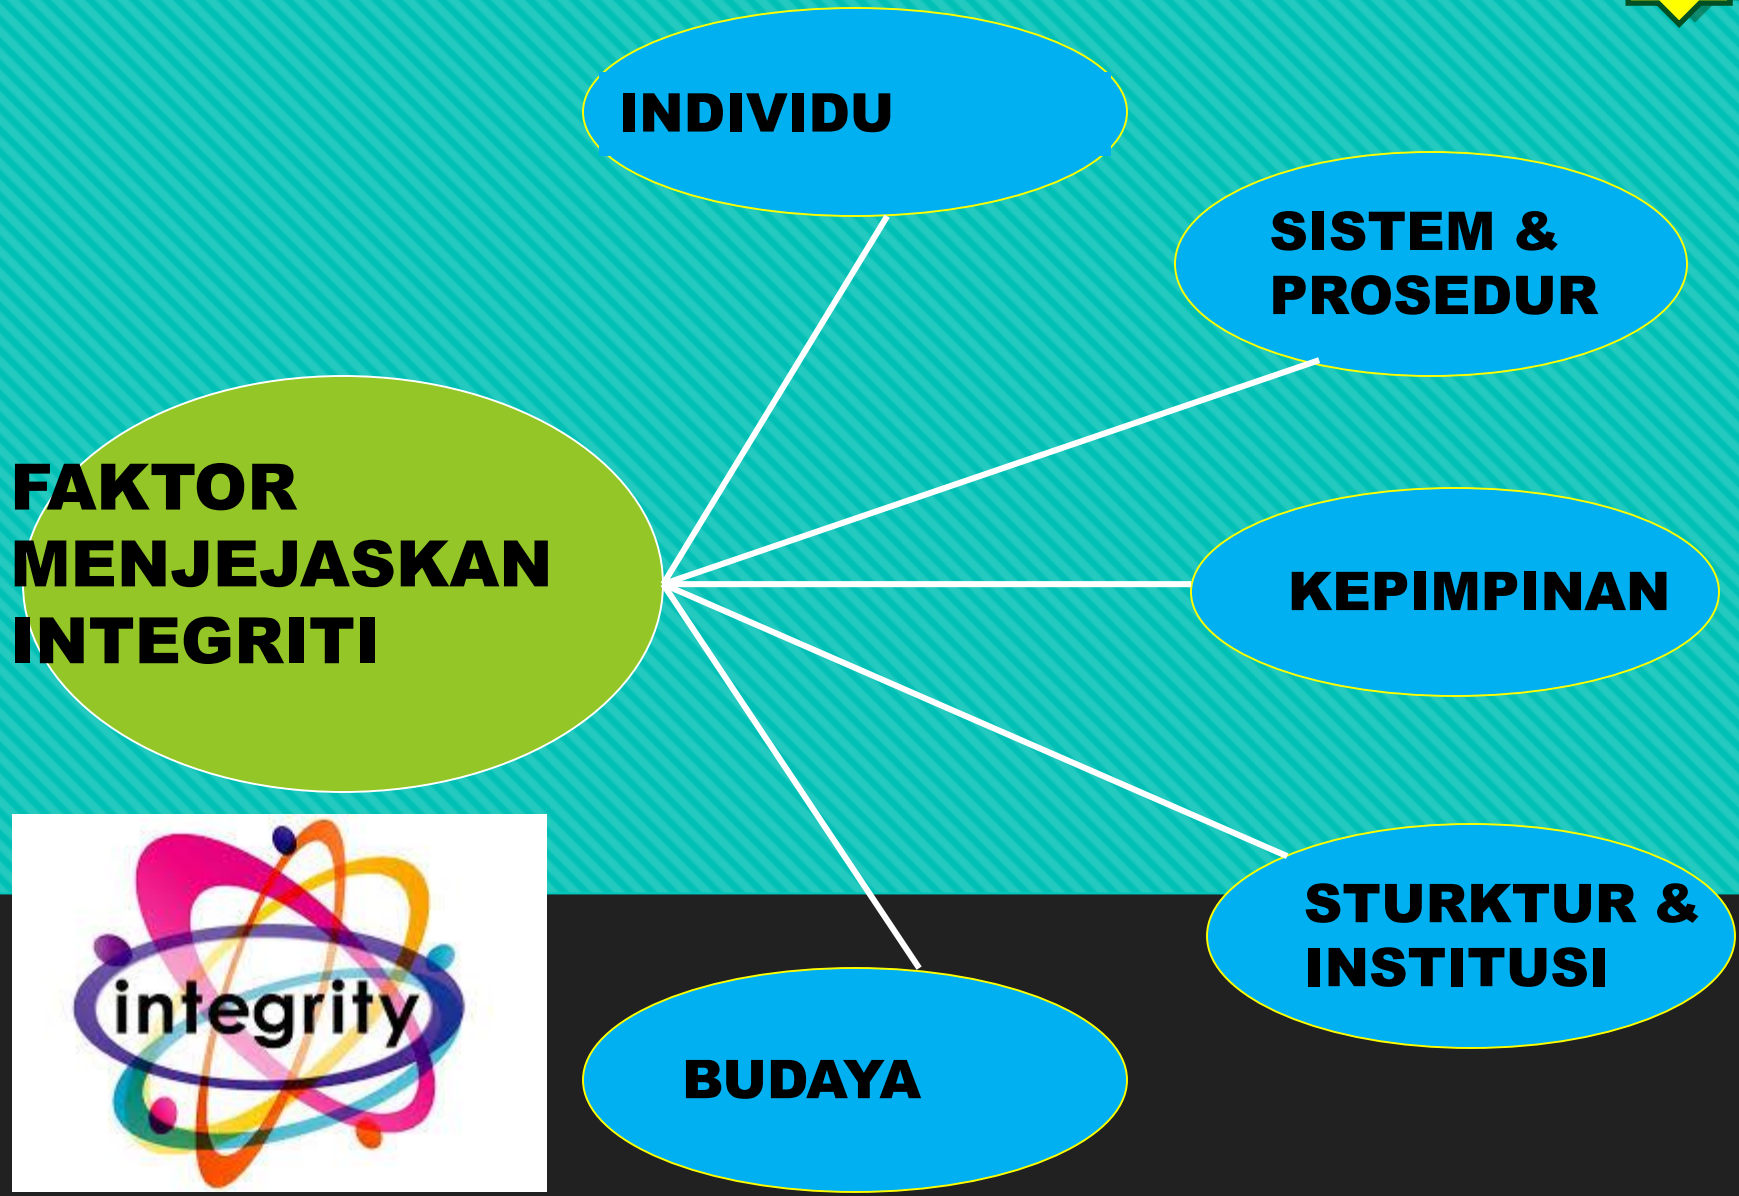 INDIVIDU
SISTEM &
PROSEDUR
FAKTOR
MENJEJASKAN
INTEGRITI
KEPIMPINAN
STURKTUR &
INSTITUSI
BUDAYA
integrity